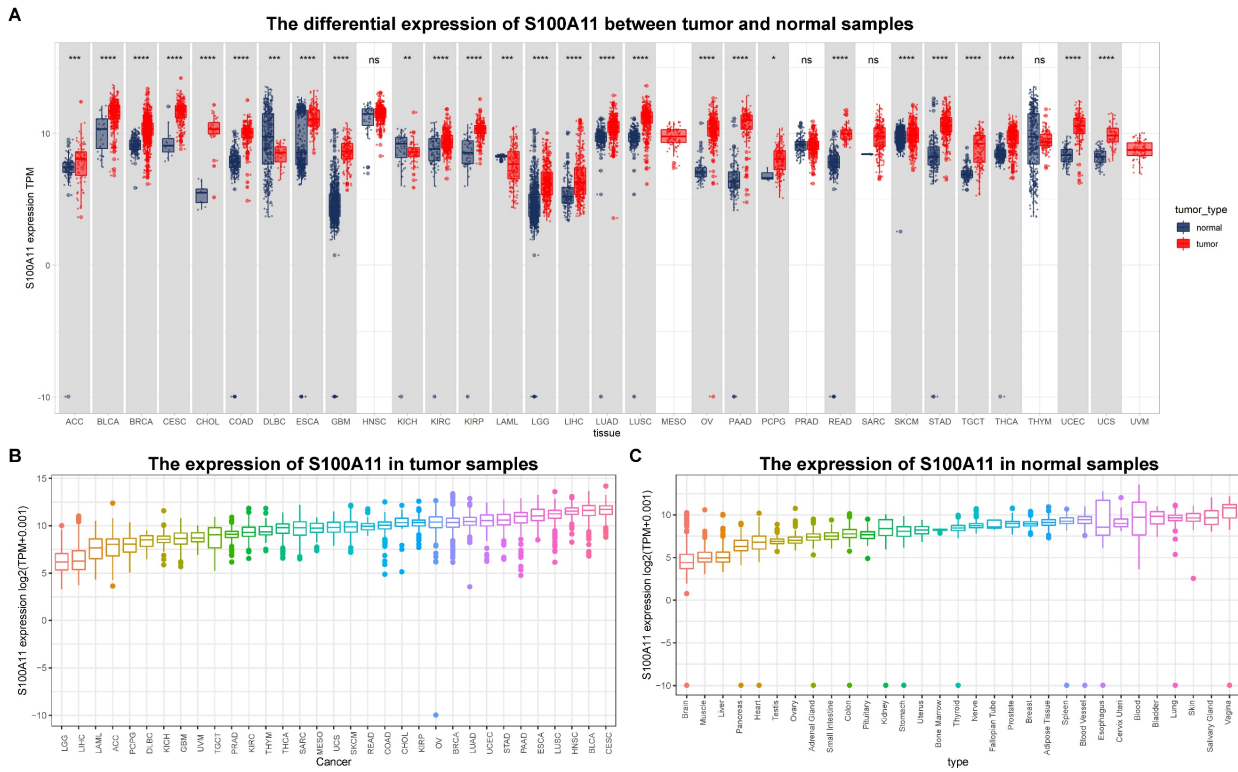 A
The differential expression of S100A11 between tumor and normal samples
*** **** **** **** **** **** *** **** **** ns ** **** **** *** **** **** **** **** **** **** * ns **** ns **** **** **** **** ns **** ****
10
0
-10
S100A11 expression TPM
ACC BLCA BRCA CESC CHOL COAD DLBC ESCA GBM HNSC KICH KIRC KIRP LAML LGG LIHC LUAD LUSC MESO OV PAAD PCPG PRAD READ SARC SKCM STAD TGCT THCA THYM UCEC UCS UVM
tissue
tumor_type
normal
tumor
B
The expression of S100A11 in tumor samples
15
10
5
0
−5
−10
S100A11 expression log2(TPM+0.001)
LGG LIHC LAML ACC PCPG DLBC KICH GBM UVM TGCT PRAD KIRC THYM THCA SARC MESO UCS SKCM READ COAD CHOL KIRP OV BRCA LUAD UCEC STAD PAAD ESCA LUSC HNSC BLCA CESC
Cancer
C
The expression of S100A11 in normal samples
10
5
0
−5
−10
S100A11 expression log2(TPM+0.001)
Brain Muscle Liver Pancreas Heart Testis Ovary Adrenal Gland Small Intestine Colon Pituitary Kidney Stomach Uterus Bone Marrow Thyroid Nerve Fallopian Tube Prostate Breast Adipose Tissue Spleen Blood Vessel Esophagus Cervix Uteri Blood Bladder Lung Skin Salivary Gland Vagina
type